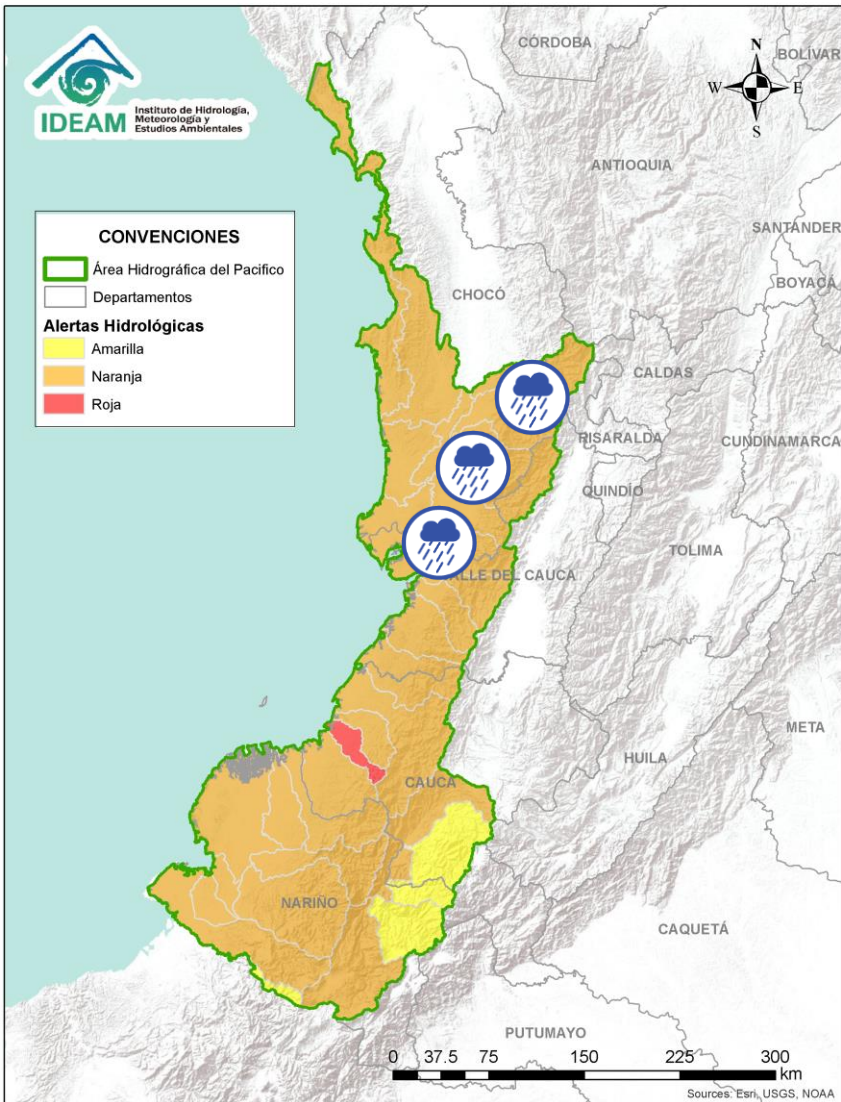 IDEAM
Instituto de Hidrología,
Meteorología y
Estudios Ambientales
CÓRDOBA
BOLÍVAR
N
W
E
S
ANTIOQUIA
SANTANDER
BOYACÁ
CONVENCIONES
Área Hidrográfica del Pacifico
Departamentos
Alertas Hidrológicas
Amarilla
Naranja
Roja
CHOCÓ
CALDAS
RISARALDA
CUNDINAMARCA
QUINDÍO
TOLIMA
ALLE DEL CAUCA
META
HUILA
CAUCA
NARIÑO
CAQUETÁ
PUTUMAYO
0 37.5 75 150 225 300
km
Sources: Esri, USGS, NOAA